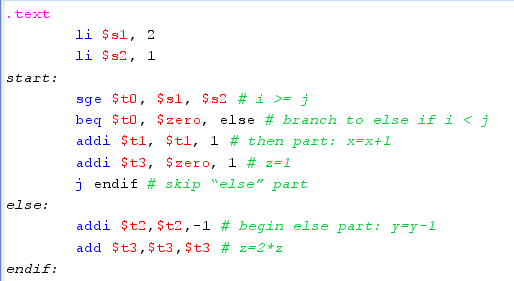 .text
li $s1, 2
li $s2, 1
start:
sge $t0, $s1, $s2 # i >= j
beq $t0, $zero, else # branch to else if i < j
addi $t1, $t1, 1 # then part: x=x+1
addi $t3, $zero, 1 # z=1
j endif # skip “else” part
else:
addi $t2,$t2,-1 # begin else part: y=y-1
add $t3,$t3,$t3 # z=2*z
endif: